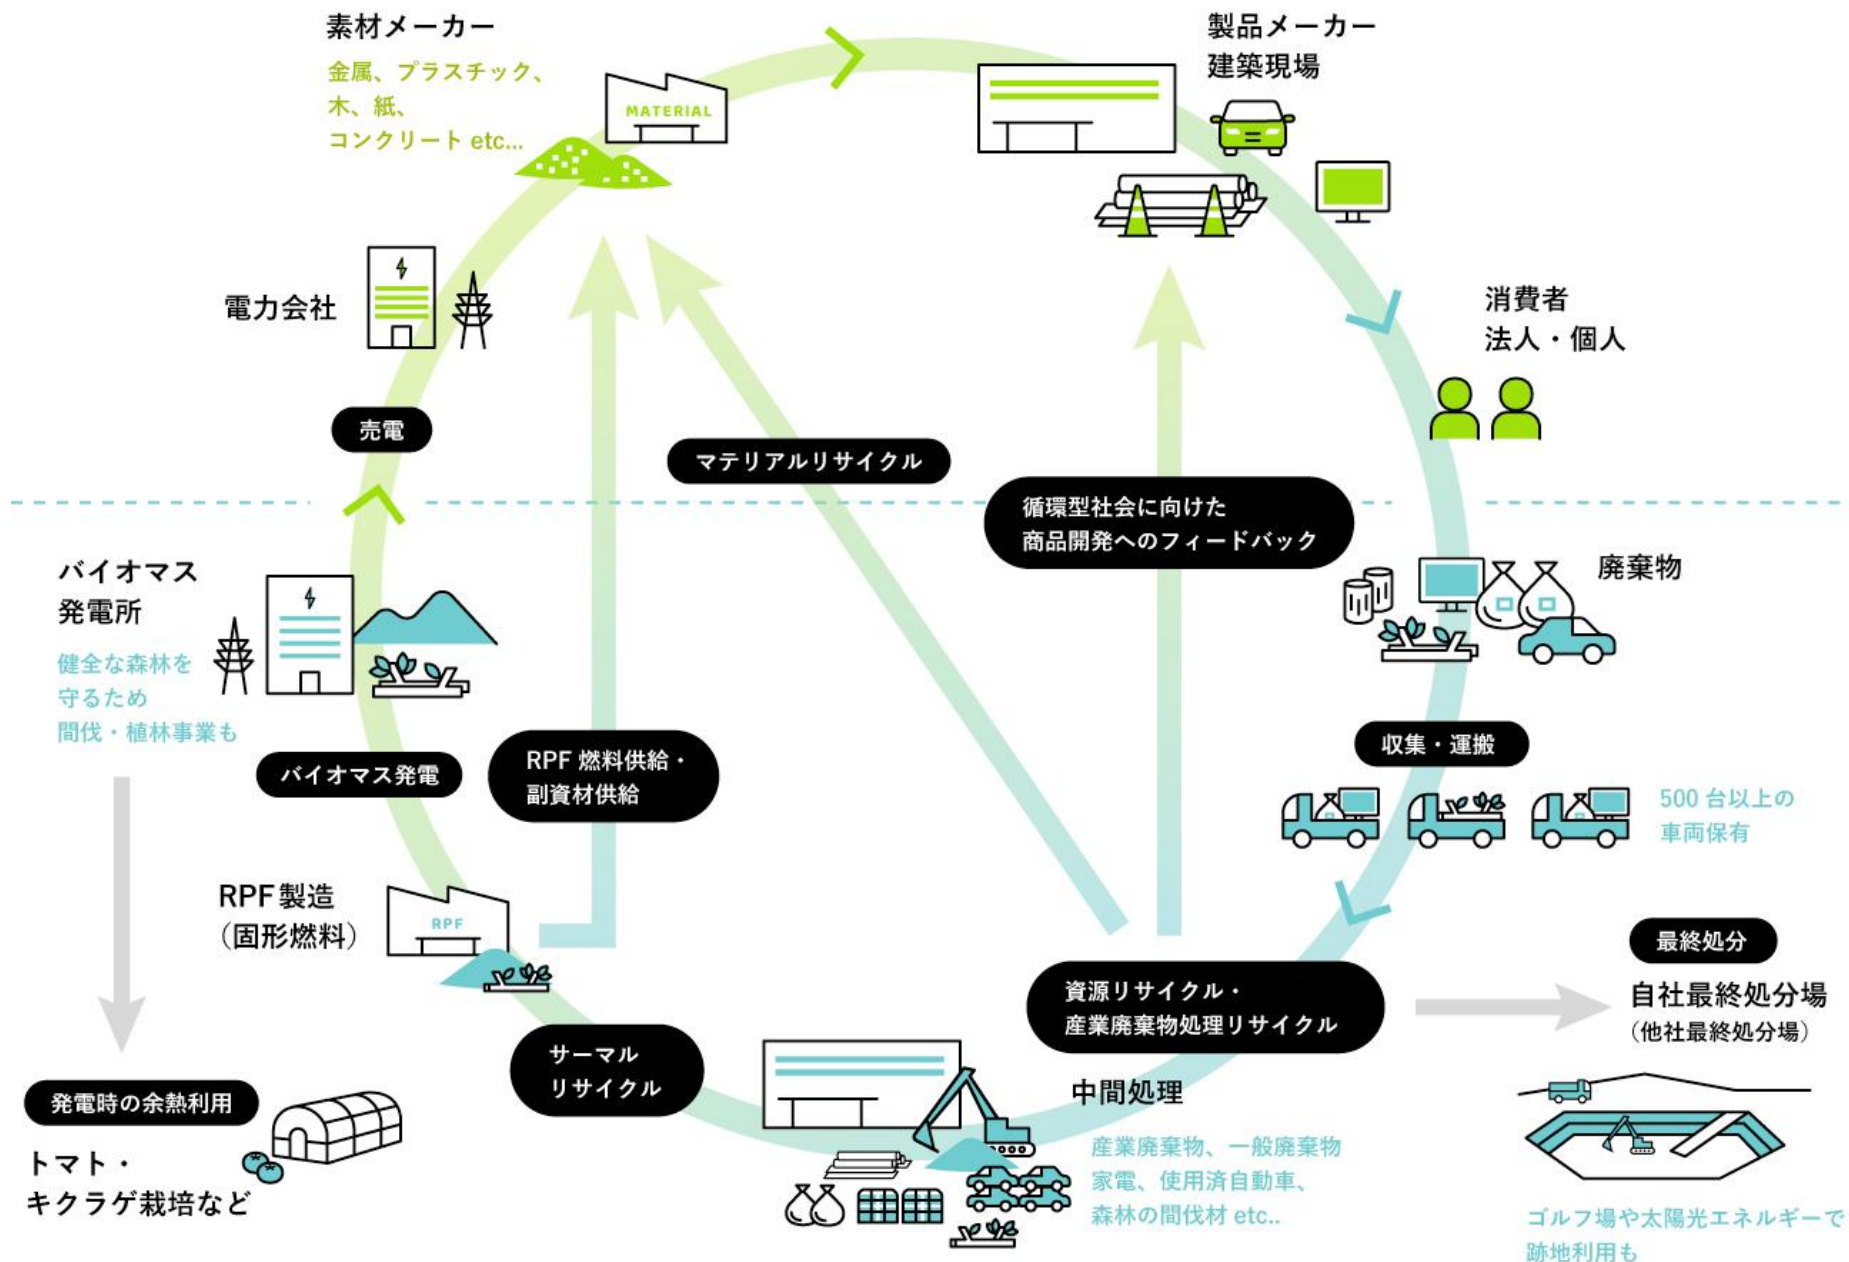 素材メーカー
金属、プラスチック、
木、紙、
コンクリート etc...
MATERIAL
製品メーカー
建築現場
電力会社
消費者
法人・個人
売電
マテリアルリサイクル
循環型社会に向けた
商品開発へのフィードバック
バイオマス
発電所
健全な森林を
守るため
間伐・植林事業も
廃棄物
バイオマス発電
RPF 燃料供給・
副資材供給
収集・運搬
500 台以上の
車両保有
RPF製造
（固形燃料）
RPF
最終処分
自社最終処分場
（他社最終処分場）
資源リサイクル・
産業廃棄物処理リサイクル
サーマル
リサイクル
中間処理
産業廃棄物、一般廃棄物
家電、使用済自動車、
森林の間伐材 etc..
発電時の余熱利用
トマト・
キクラゲ栽培など
ゴルフ場や太陽光エネルギーで
跡地利用も